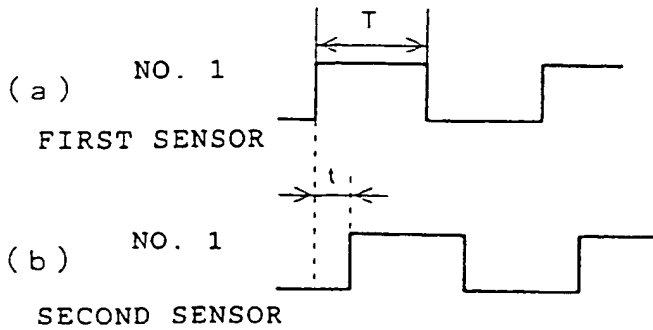 T
NO. 1
(a)
FIRST SENSOR
t
NO. 1
(b)
SECOND SENSOR